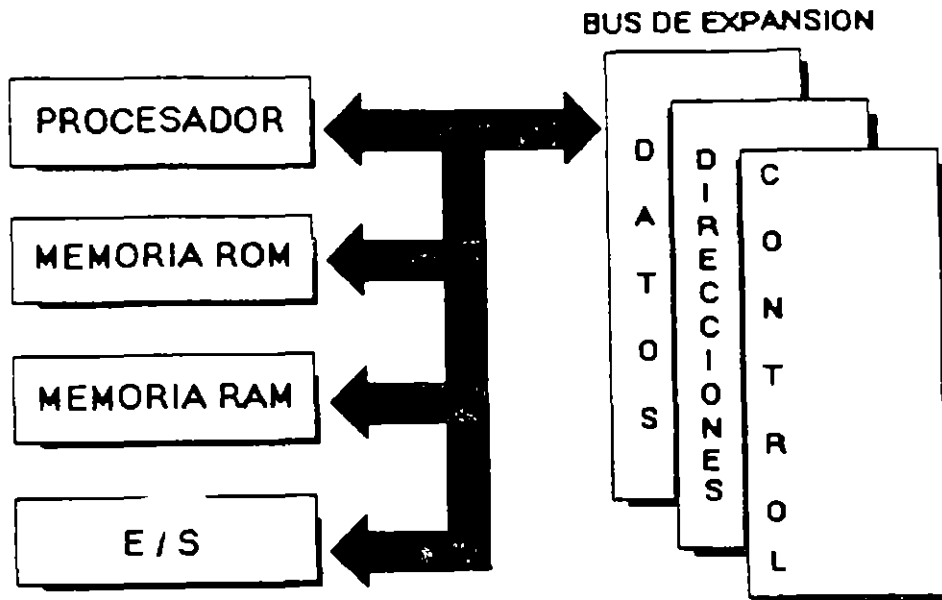 BUS DE EXPANSION
PROCESADOR
MEMORIA ROM
MEMORIA RAM
E / S
DATOS
DIRECCIONES
CONTROL